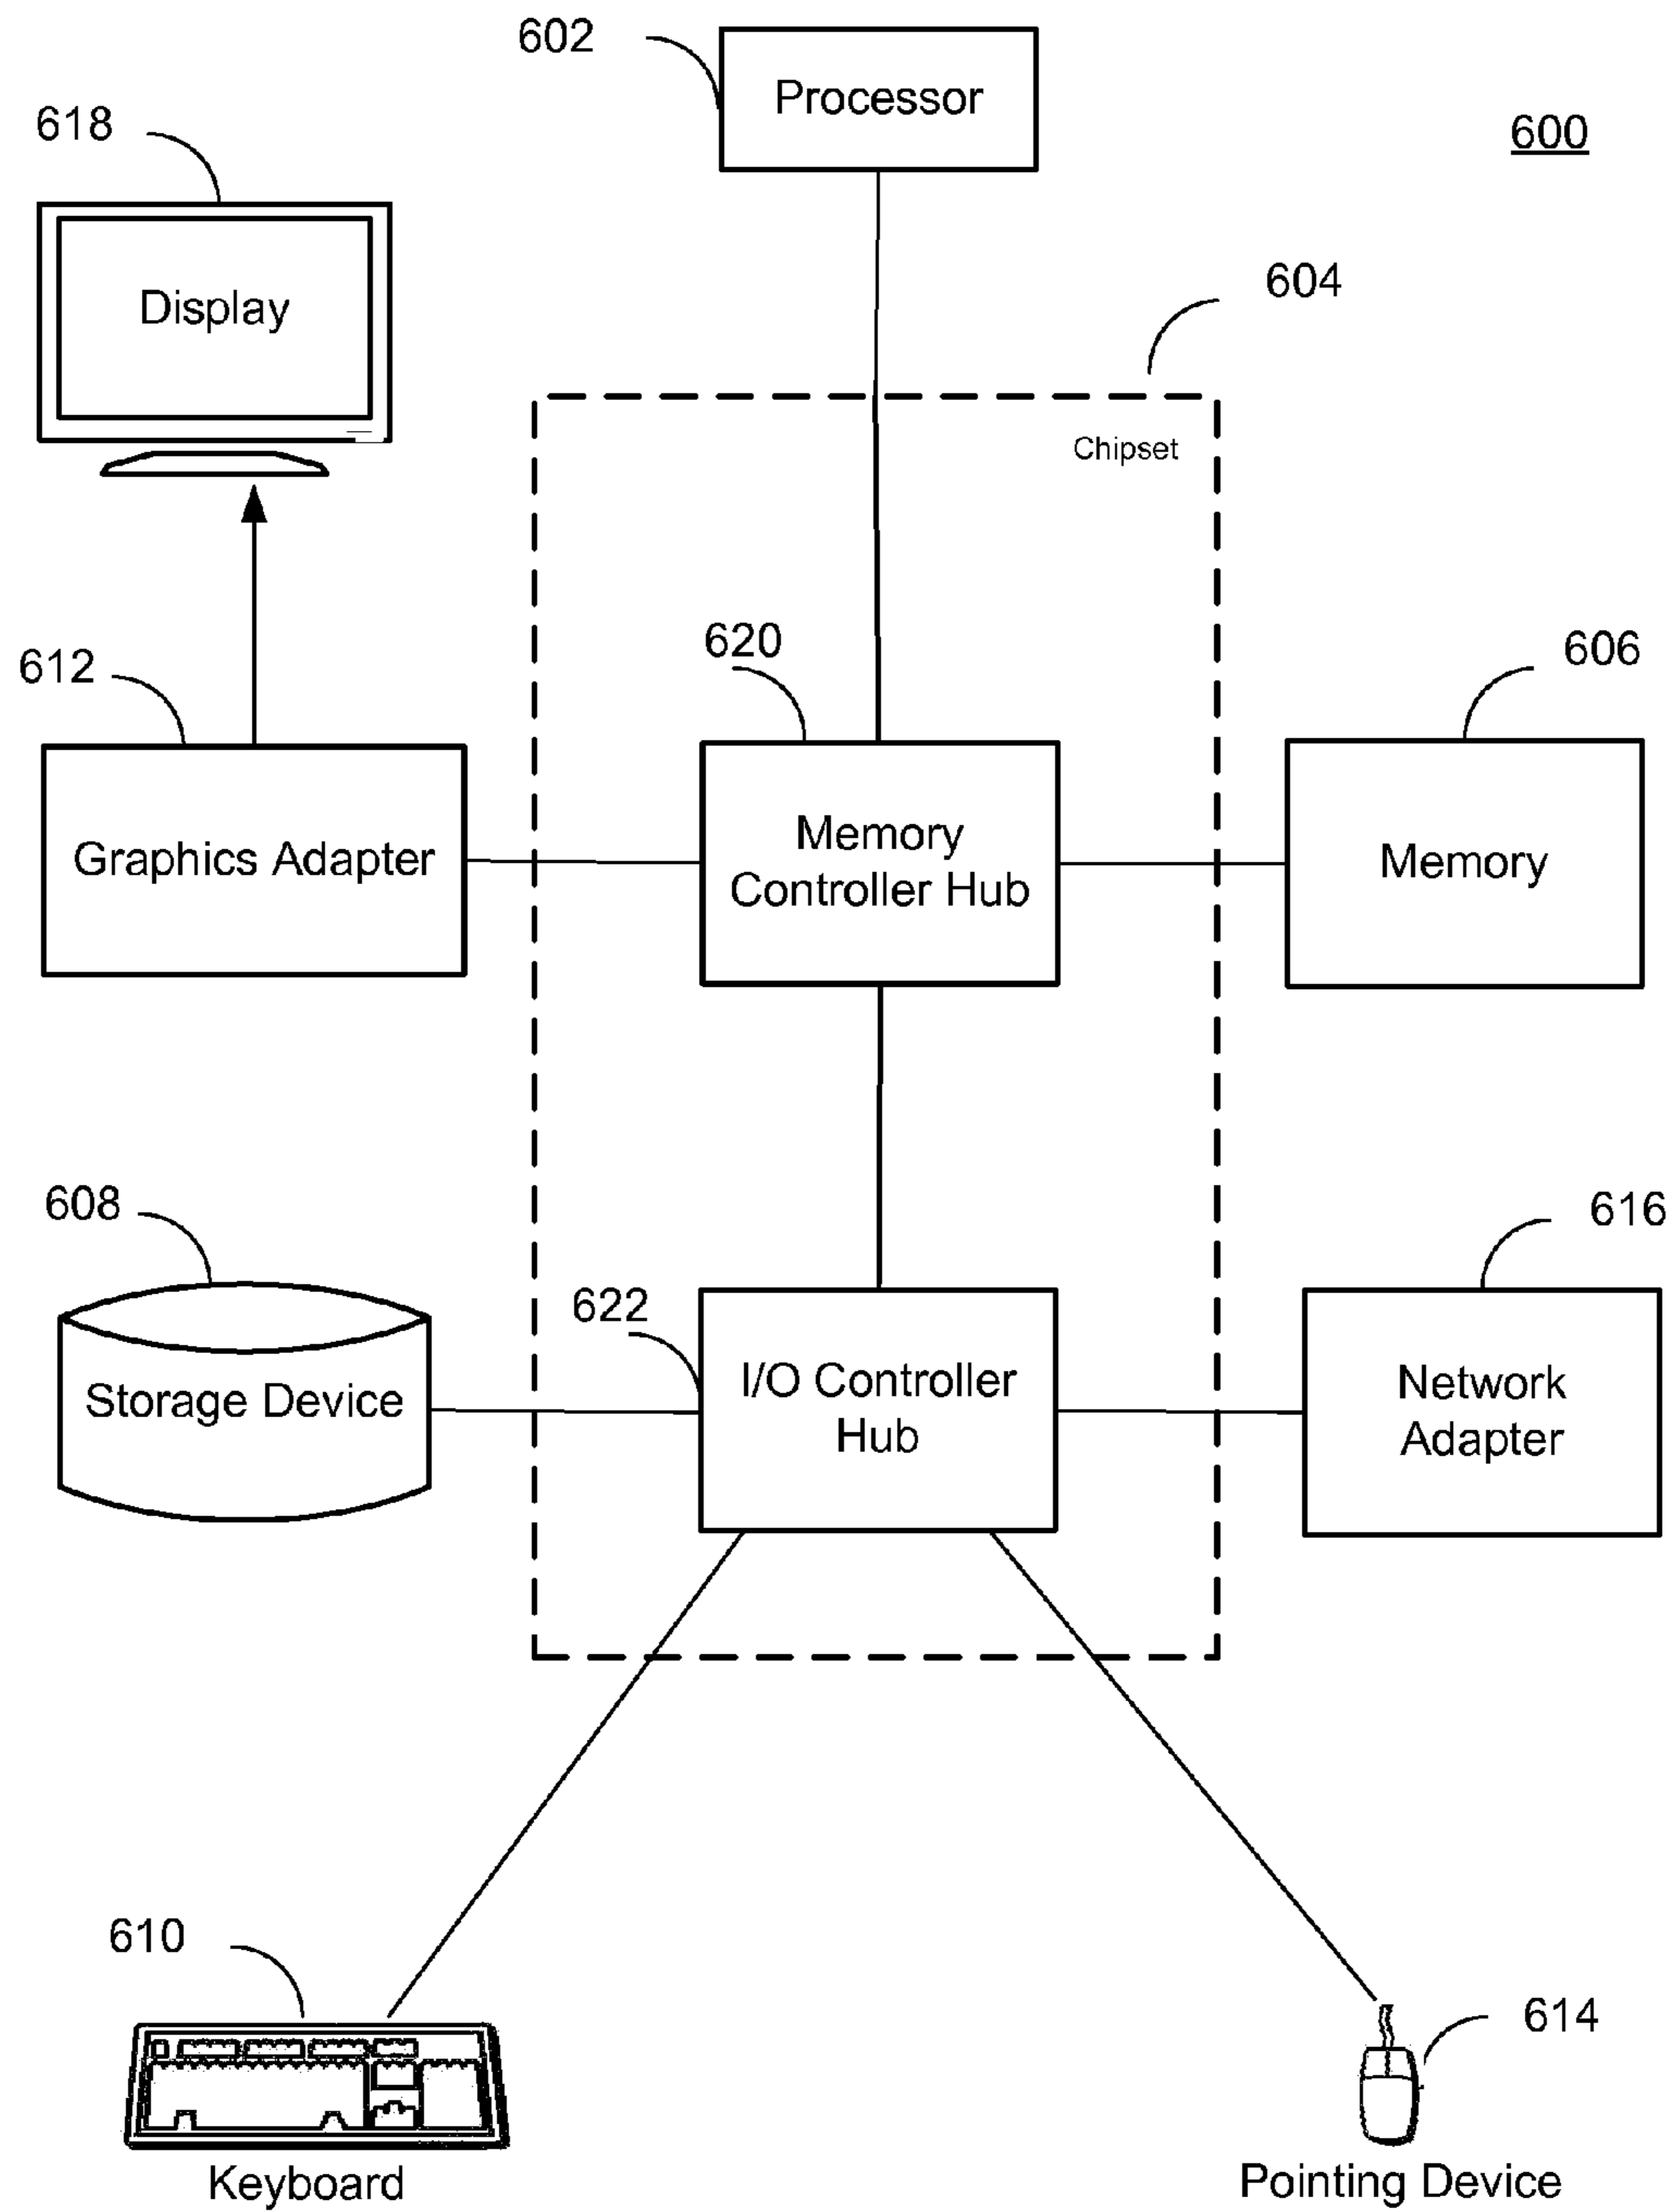 602
Processor
600
618
Display
604
Chipset
620
612
606
Graphics Adapter
Memory
Controller Hub
Memory
608
616
622
Storage Device
I/O Controller
Hub
Network
Adapter
610
614
Keyboard
Pointing Device